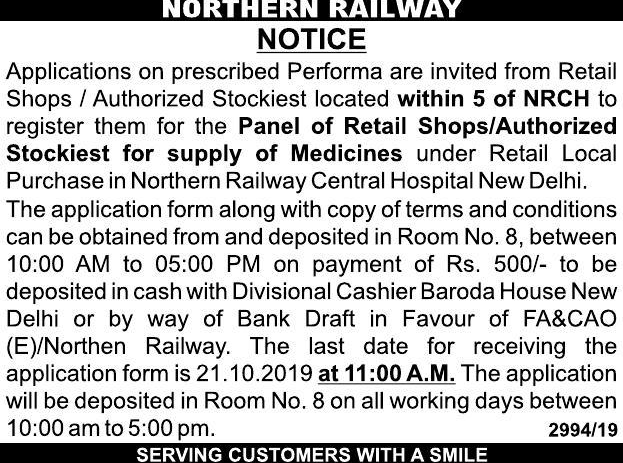 NORTHERN RAILWAY
NOTICE
Applications on prescribed Performa are invited from Retail
Shops / Authorized Stockiest located within 5 of NRCH to
register them for the Panel of Retail Shops/Authorized
Stockiest for supply of Medicines under Retail Local
Purchase in Northern Railway Central Hospital New Delhi.
The application form along with copy of terms and conditions
can be obtained from and deposited in Room No. 8, between
10:00 AM to 05:00 PM on payment of Rs. 500/- to be
deposited in cash with Divisional Cashier Baroda House New
Delhi or by way of Bank Draft in Favour of FA&CAO
(E)/Northen Railway. The last date for receiving the
application form is 21.10.2019 at 11:00 A.M. The application
will be deposited in Room No. 8 on all working days between
10:00 am to 5:00 pm. 2994/19
SERVING CUSTOMERS WITH A SMILE